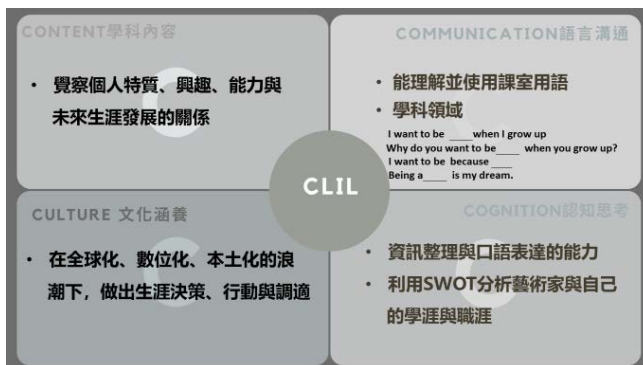 CONTENT學科內容
• 覺察個人特質、興趣、能力與
未來生涯發展的關係
COMMUNICATION語言溝通
• 能理解並使用課室用語
• 學科領域
I want to be ____when I grow up
Why do you want to be____ when you grow up?
I want to be because ____
Being a____ is my dream.
CLIL
CULTURE 文化涵養
• 在全球化、數位化、本土化的浪
潮下，做出生涯決策、行動與調適
COGNITION認知思考
• 資訊整理與口語表達的能力
• 利用SWOT分析藝術家與自己
的學涯與職涯